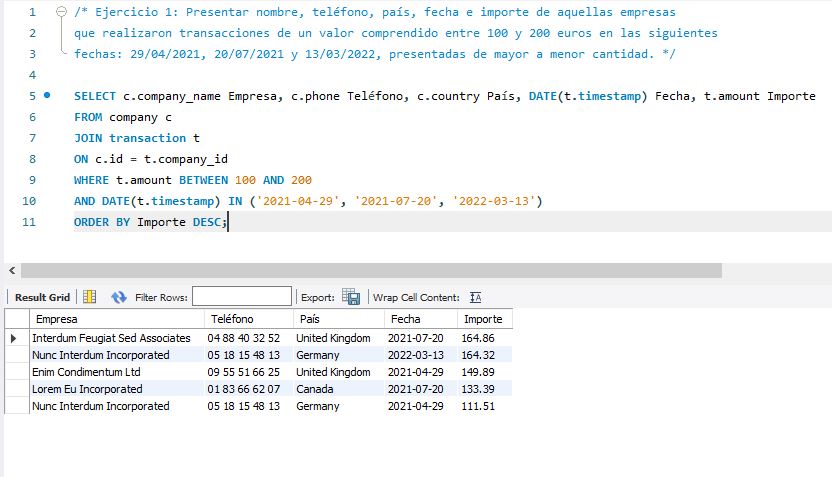 1 /* Ejercicio 1: Presentar nombre, teléfono, país, fecha e importe de aquellas empresas
2 que realizaron transacciones de un valor comprendido entre 100 y 200 euros en las siguientes
3 fechas: 29/04/2021, 20/07/2021 y 13/03/2022, presentadas de mayor a menor cantidad. */
4
5 SELECT c.company_name Empresa, c.phone Teléfono, c.country País, DATE(t.timestamp) Fecha, t.amount Importe
6 FROM company c
7 JOIN transaction t
8 ON c.id = t.company_id
9 WHERE t.amount BETWEEN 100 AND 200
10 AND DATE(t.timestamp) IN ('2021-04-29', '2021-07-20', '2022-03-13')
11 ORDER BY Importe DESC;
Result Grid Filter Rows: Export: Wrap Cell Content: IA
Empresa Teléfono País Fecha Importe
Interdum Feugiat Sed Associates 04 88 40 32 52 United Kingdom 2021-07-20 164.86
Nunc Interdum Incorporated 05 18 15 48 13 Germany 2022-03-13 164.32
Enim Condimentum Ltd 09 55 51 66 25 United Kingdom 2021-04-29 149.89
Lorem Eu Incorporated 01 83 66 62 07 Canada 2021-07-20 133.39
Nunc Interdum Incorporated 05 18 15 48 13 Germany 2021-04-29 111.51